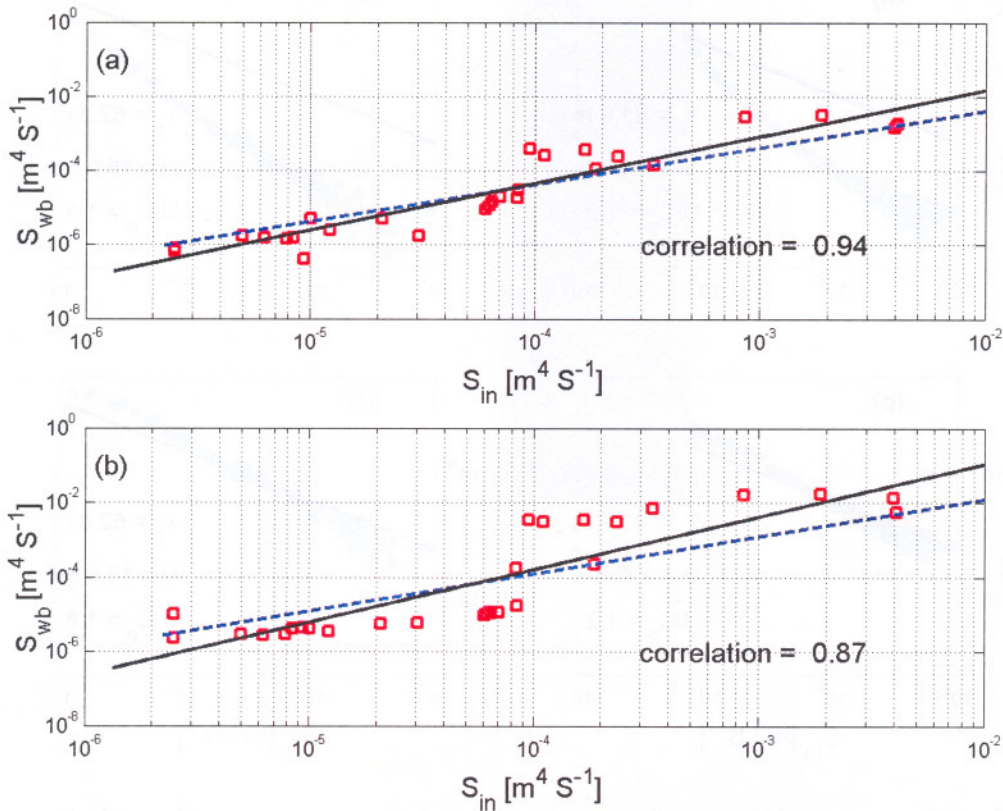 10^0
(a)
10^-2
10^-4
10^-6
10^-8
S_wb [m^4 S^-1]
correlation = 0.94
10^-6 10^-5 10^-4 10^-3 10^-2
S_in [m^4 S^-1]
10^0
(b)
10^-2
10^-4
10^-6
10^-8
S_wb [m^4 S^-1]
correlation = 0.87
10^-6 10^-5 10^-4 10^-3 10^-2
S_in [m^4 S^-1]